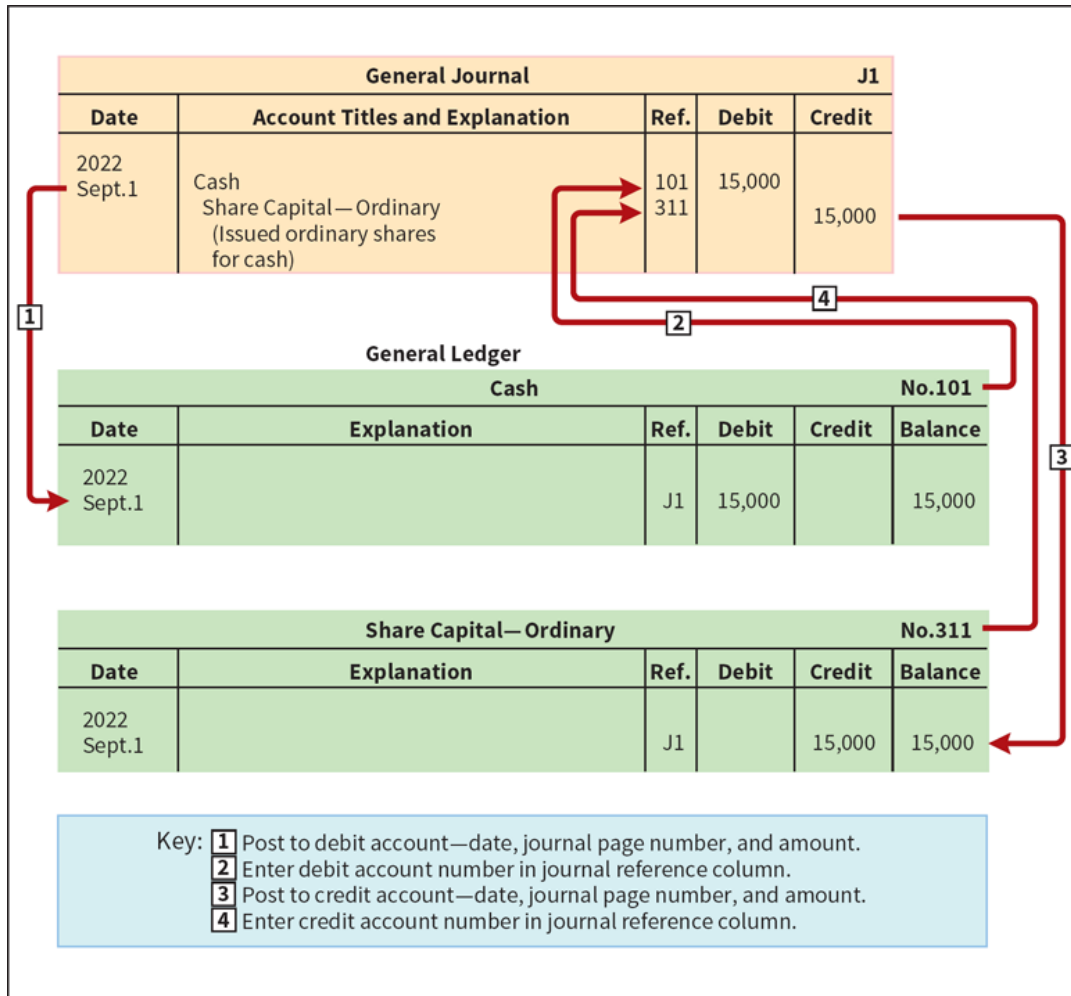 General Journal J1
Date Account Titles and Explanation Ref. Debit Credit
2022
Sept.1 Cash 101 15,000
Share Capital—Ordinary 311 15,000
(Issued ordinary shares
for cash)
1
4
2
General Ledger
Cash No.101
Date Explanation Ref. Debit Credit Balance
3
2022
Sept.1 J1 15,000 15,000
Share Capital—Ordinary No.311
Date Explanation Ref. Debit Credit Balance
2022
Sept.1 J1 15,000 15,000
Key: 1 Post to debit account—date, journal page number, and amount.
2 Enter debit account number in journal reference column.
3 Post to credit account—date, journal page number, and amount.
4 Enter credit account number in journal reference column.